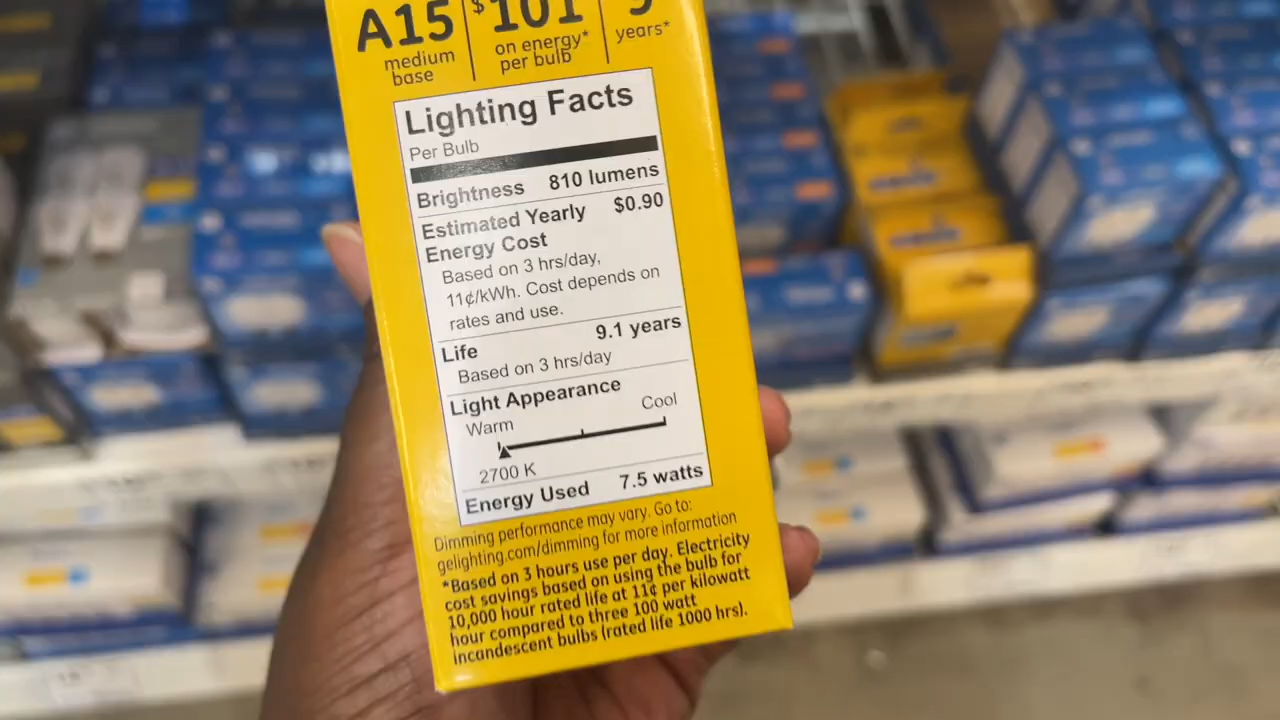 A15
medium
base
$101
on energy*
per bulb
9
years*
Lighting Facts
Per Bulb
Brightness 810 lumens
Estimated Yearly $0.90
Energy Cost
Based on 3 hrs/day,
11¢/kWh. Cost depends on
rates and use.
Life 9.1 years
Based on 3 hrs/day
Light Appearance
Warm Cool
2700 K
Energy Used 7.5 watts
Dimming performance may vary. Go to:
gelighting.com/dimming for more information
*Based on 3 hours use per day. Electricity
cost savings based on using the bulb for
10,000 hour rated life at 11¢ per kilowatt
hour compared to three 100 watt
incandescent bulbs (rated life 1000 hrs).